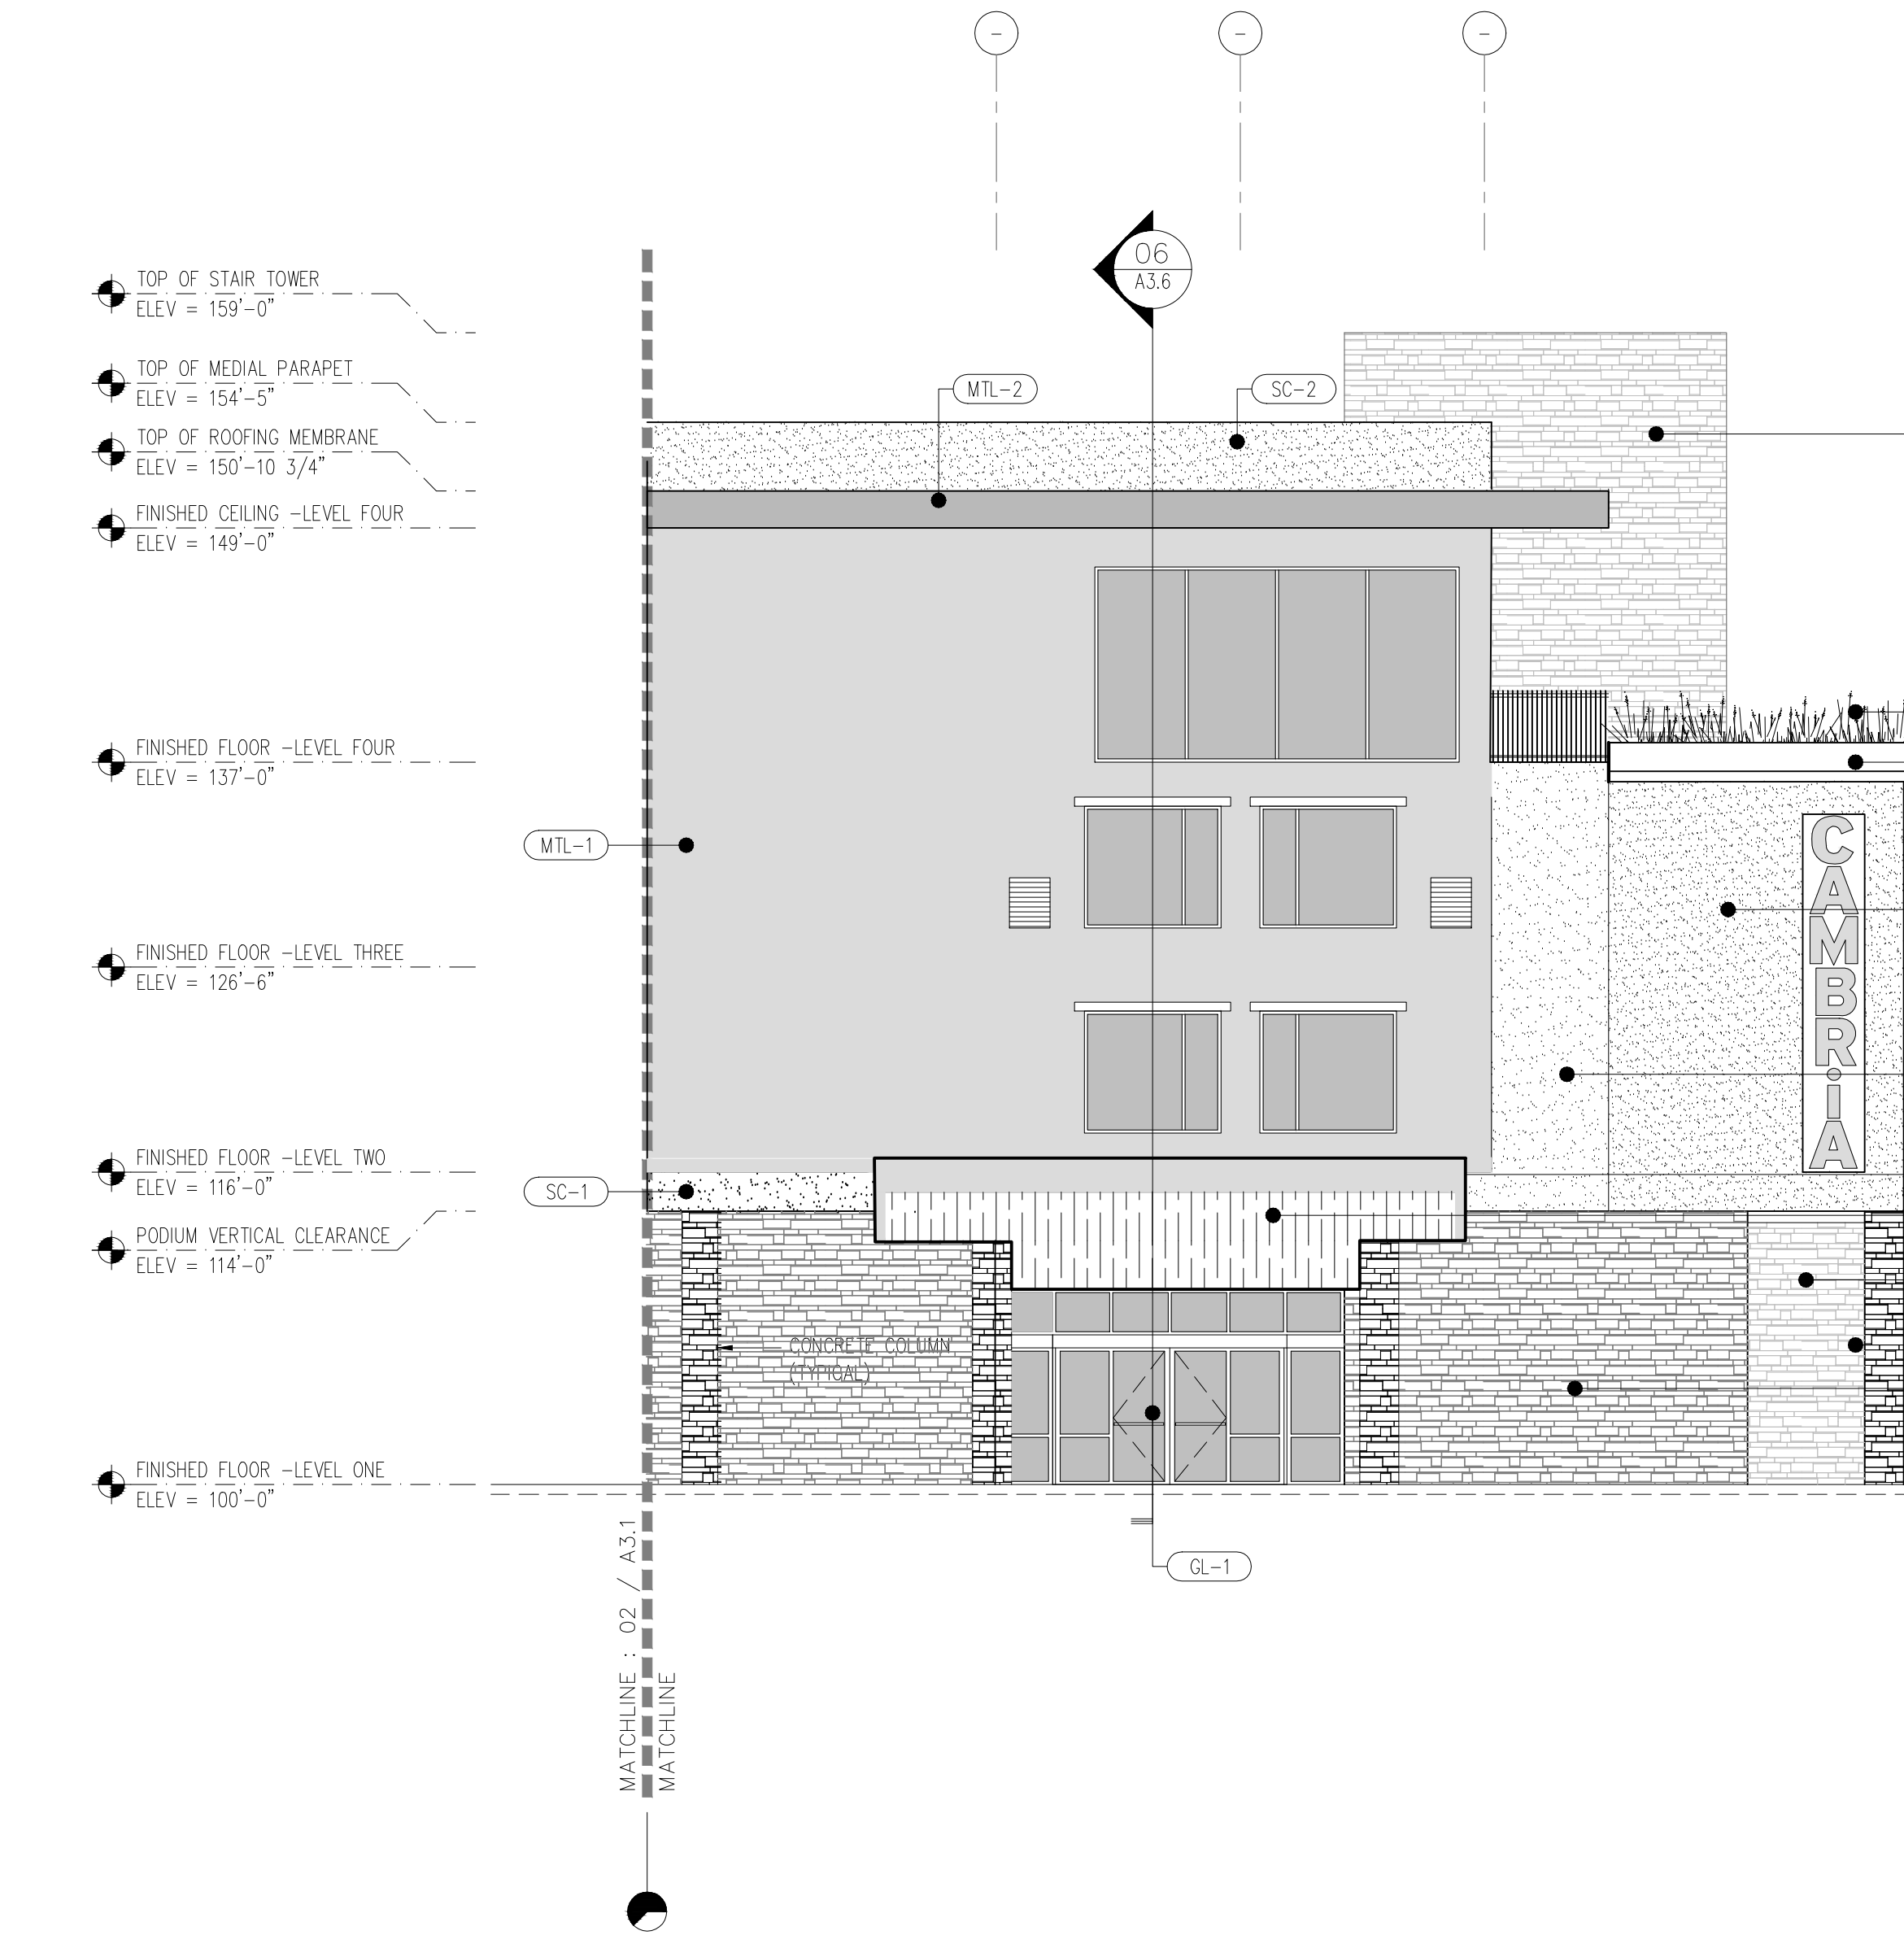 -
-
-
06
A3.6
TOP OF STAIR TOWER
ELEV = 159'-0"
TOP OF MEDIAL PARAPET
ELEV = 154'-5"
MTL-2
SC-2
TOP OF ROOFING MEMBRANE
ELEV = 150'-10 3/4"
FINISHED CEILING -LEVEL FOUR
ELEV = 149'-0"
FINISHED FLOOR -LEVEL FOUR
ELEV = 137'-0"
MTL-1
CAMBRiA
FINISHED FLOOR -LEVEL THREE
ELEV = 126'-6"
FINISHED FLOOR -LEVEL TWO
ELEV = 116'-0"
SC-1
PODIUM VERTICAL CLEARANCE
ELEV = 114'-0"
CONCRETE COLUMN
(TYPICAL)
FINISHED FLOOR -LEVEL ONE
ELEV = 100'-0"
GL-1
MATCHLINE : 02 / A3.1
MATCHLINE